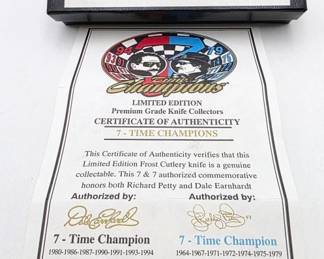 Champions
LIMITED EDITION
Premium Grade Knife Collectors
CERTIFICATE OF AUTHENTICITY
7 - TIME CHAMPIONS
This Certificate of Authenticity verifies that this
Limited Edition Frost Cutlery knife is a genuine
collectable. This 7 & 7 authorized commemorative
honors both Richard Petty and Dale Earnhardt
Authorized by: Authorized by:
7 - Time Champion 7 - Time Champion
1980-1986-1987-1990-1991-1993-1994 1964-1967-1971-1972-1974-1975-1979